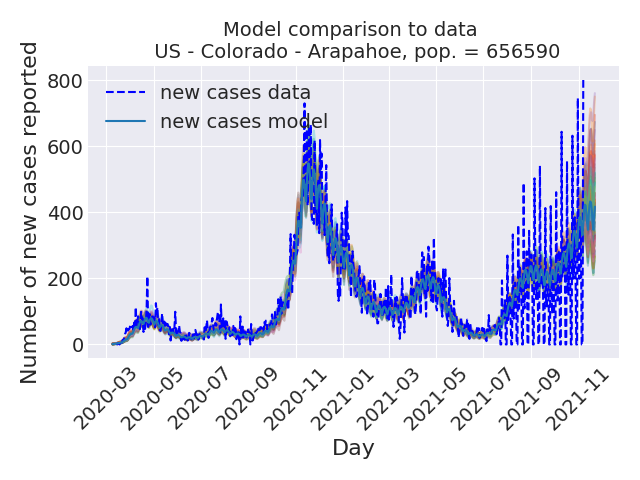 Model comparison to data
US - Colorado - Arapahoe, pop. = 656590
Number of new cases reported
800
600
400
200
0
new cases data
new cases model
2020-03
2020-05
2020-07
2020-09
2020-11
2021-01
2021-03
2021-05
2021-07
2021-09
2021-11
Day